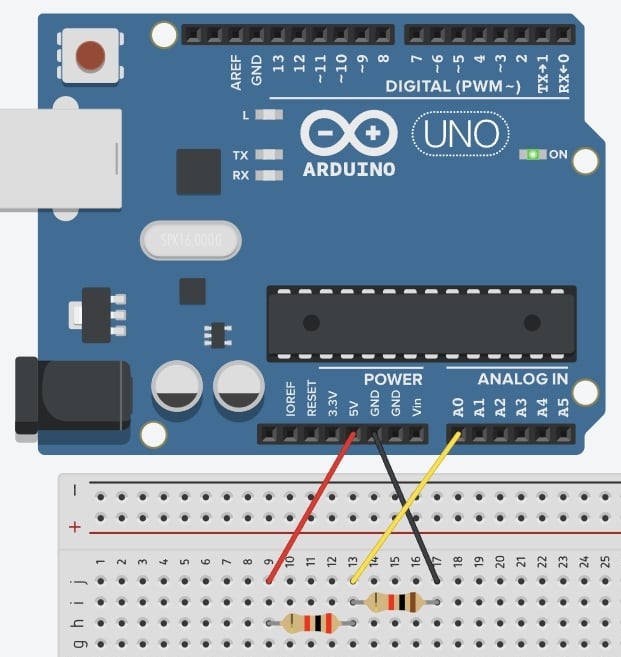 AREF
GND
13
12
~11
~10
~9
8
7
~6
~5
4
~3
2
TX→1
RX←0
DIGITAL (PWM~)
L
TX
RX
UNO
ON
ARDUINO
SPK16.000G
POWER
ANALOG IN
IOREF
RESET
3.3V
5V
GND
GND
Vin
A0
A1
A2
A3
A4
A5
1 2 3 4 5 6 7 8 9 10 11 12 13 14 15 16 17 18 19 20 21 22 23 24 25
j
i
h
g